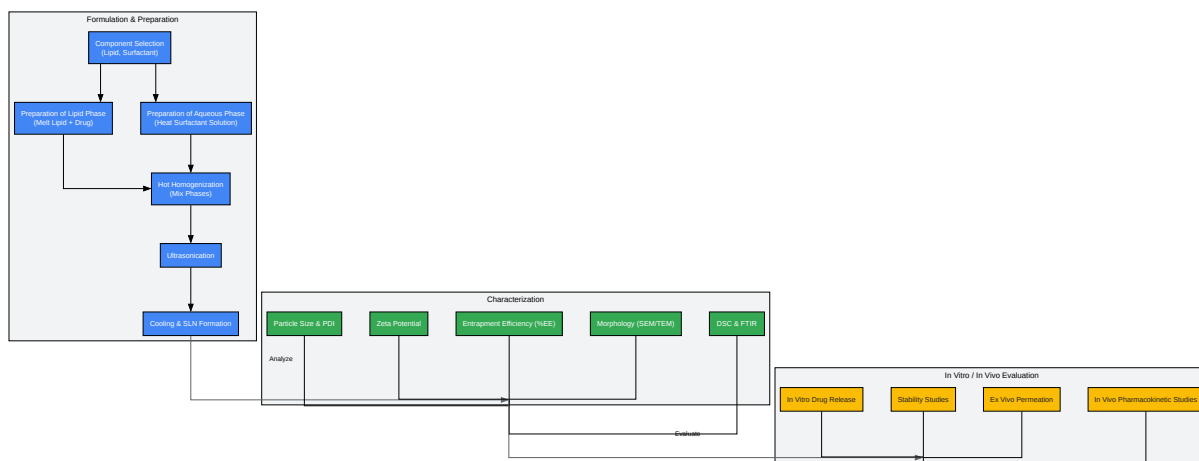 Formulation & Preparation
Component Selection
(Lipid, Surfactant)
Preparation of Lipid Phase
(Melt Lipid + Drug)
Preparation of Aqueous Phase
(Heat Surfactant Solution)
Hot Homogenization
(Mix Phases)
Ultrasonication
Cooling & SLN Formation
Characterization
Particle Size & PDI
Zeta Potential
Entrapment Efficiency (%EE)
Morphology (SEM/TEM)
DSC & FTIR
Analyze
Evaluate
In Vitro / In Vivo Evaluation
In Vitro Drug Release
Stability Studies
Ex Vivo Permeation
In Vivo Pharmacokinetic Studies